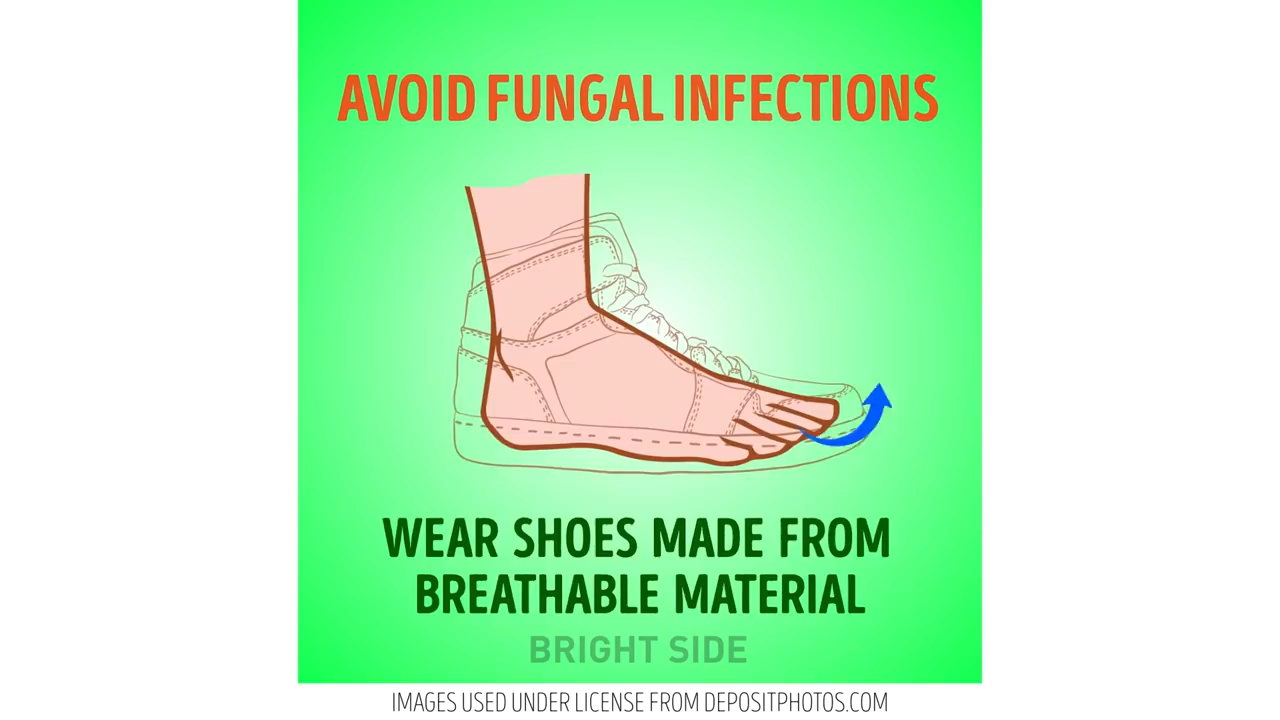 AVOID FUNGAL INFECTIONS
WEAR SHOES MADE FROM
BREATHABLE MATERIAL
BRIGHT SIDE
IMAGES USED UNDER LICENSE FROM DEPOSITPHOTOS.COM